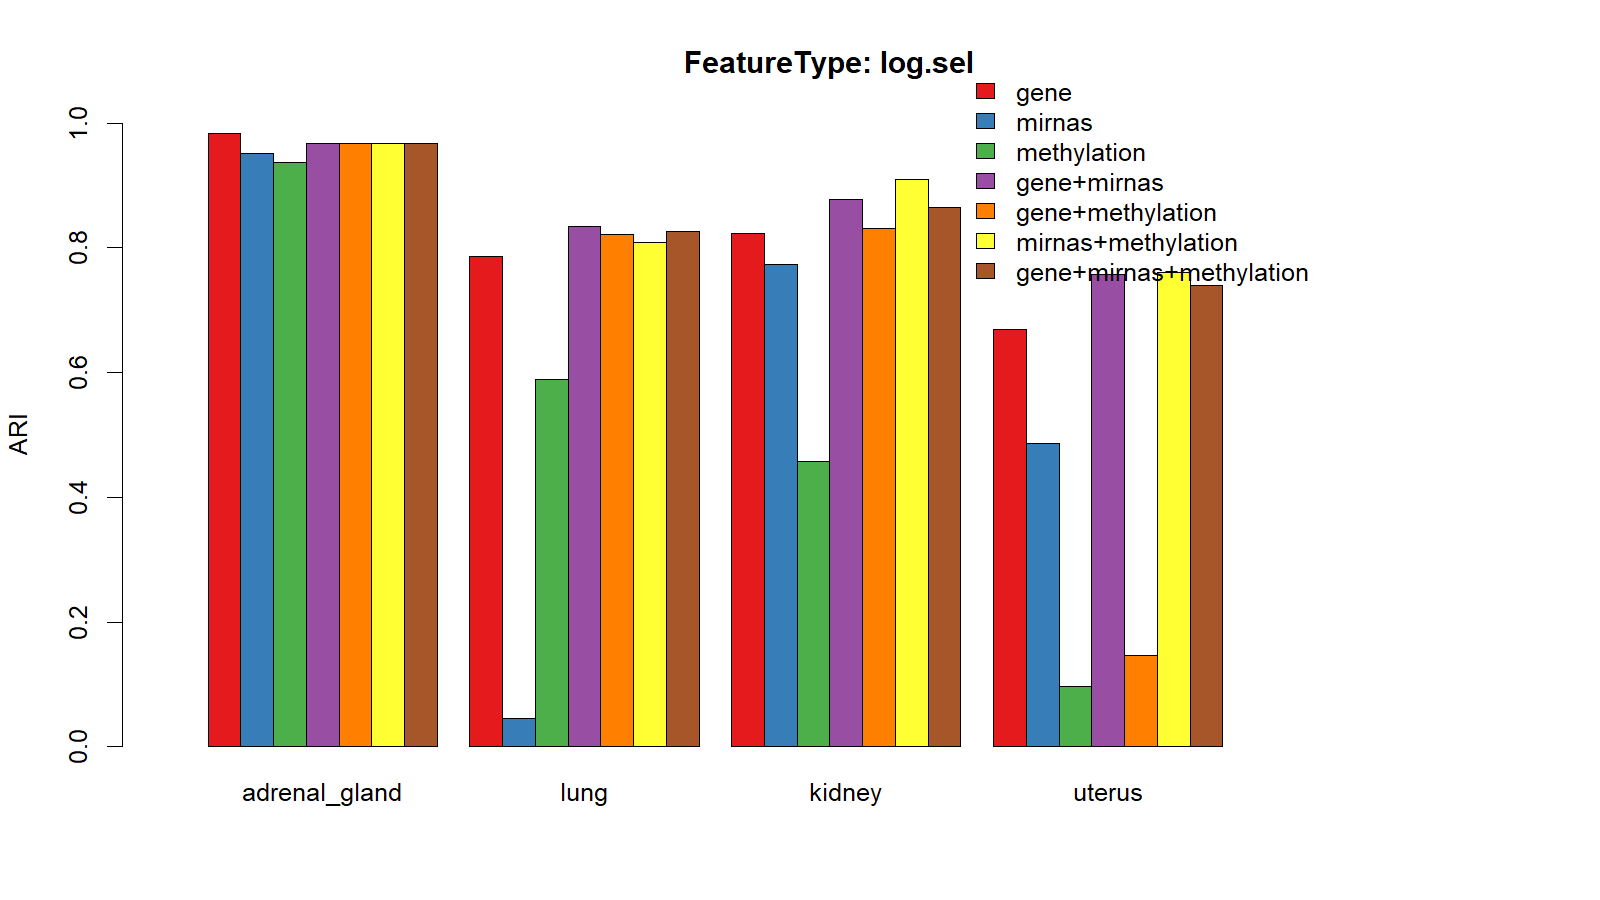 FeatureType: log.sel
gene
mirnas
methylation
gene+mirnas
gene+methylation
mirnas+methylation
gene+mirnas+methylation
ARI
1.0
0.8
0.6
0.4
0.2
0.0
adrenal_gland
lung
kidney
uterus